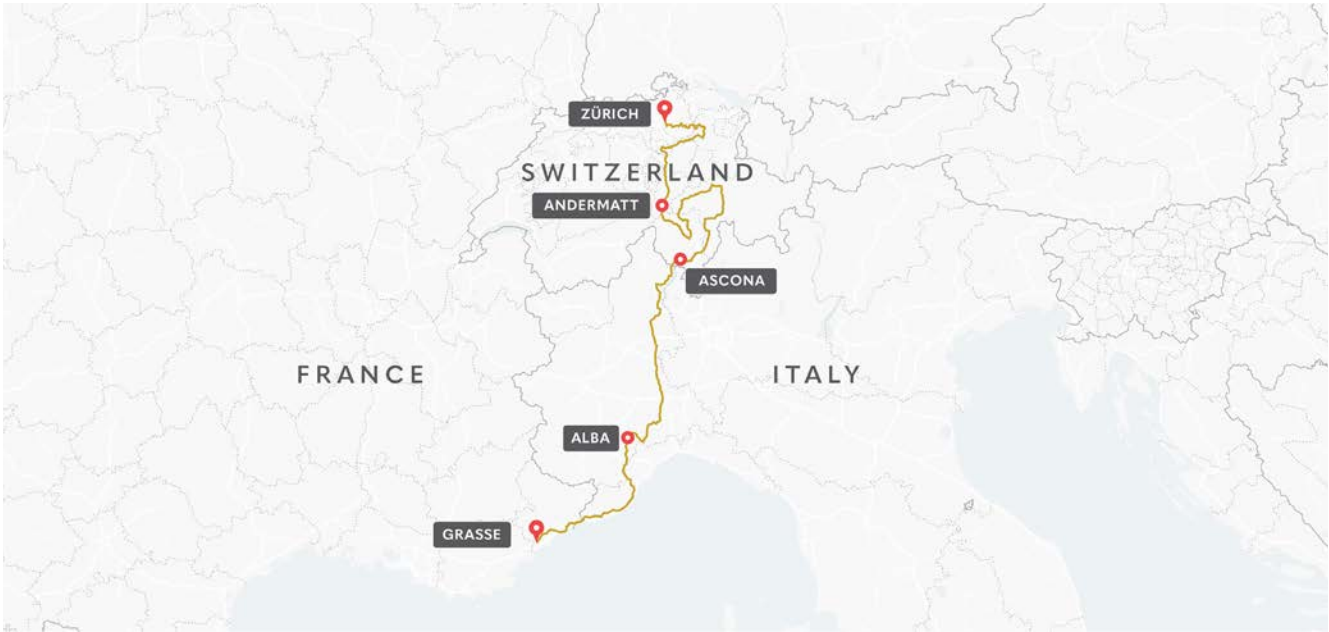 ZÜRICH
SWITZERLAND
ANDERMATT
ASCONA
FRANCE
ITALY
ALBA
GRASSE